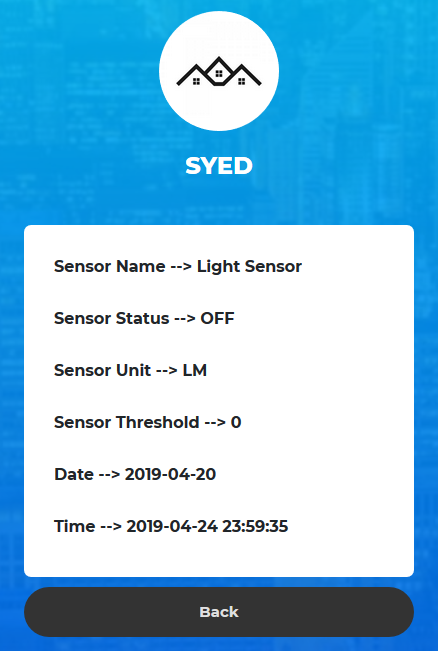 SYED
Sensor Name --> Light Sensor
Sensor Status --> OFF
Sensor Unit --> LM
Sensor Threshold --> 0
Date --> 2019-04-20
Time --> 2019-04-24 23:59:35
Back